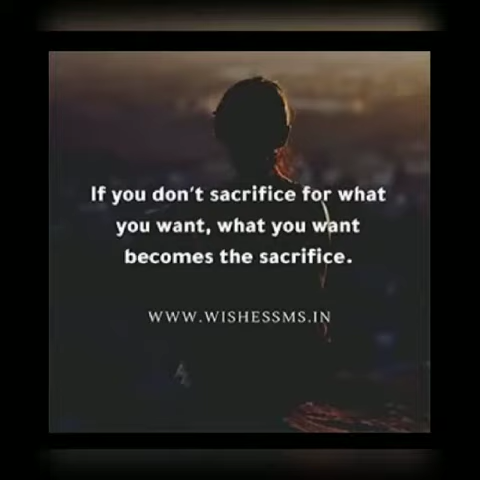 If you don't sacrifice for what
you want, what you want
becomes the sacrifice.
WWW.WISHESSMS.IN